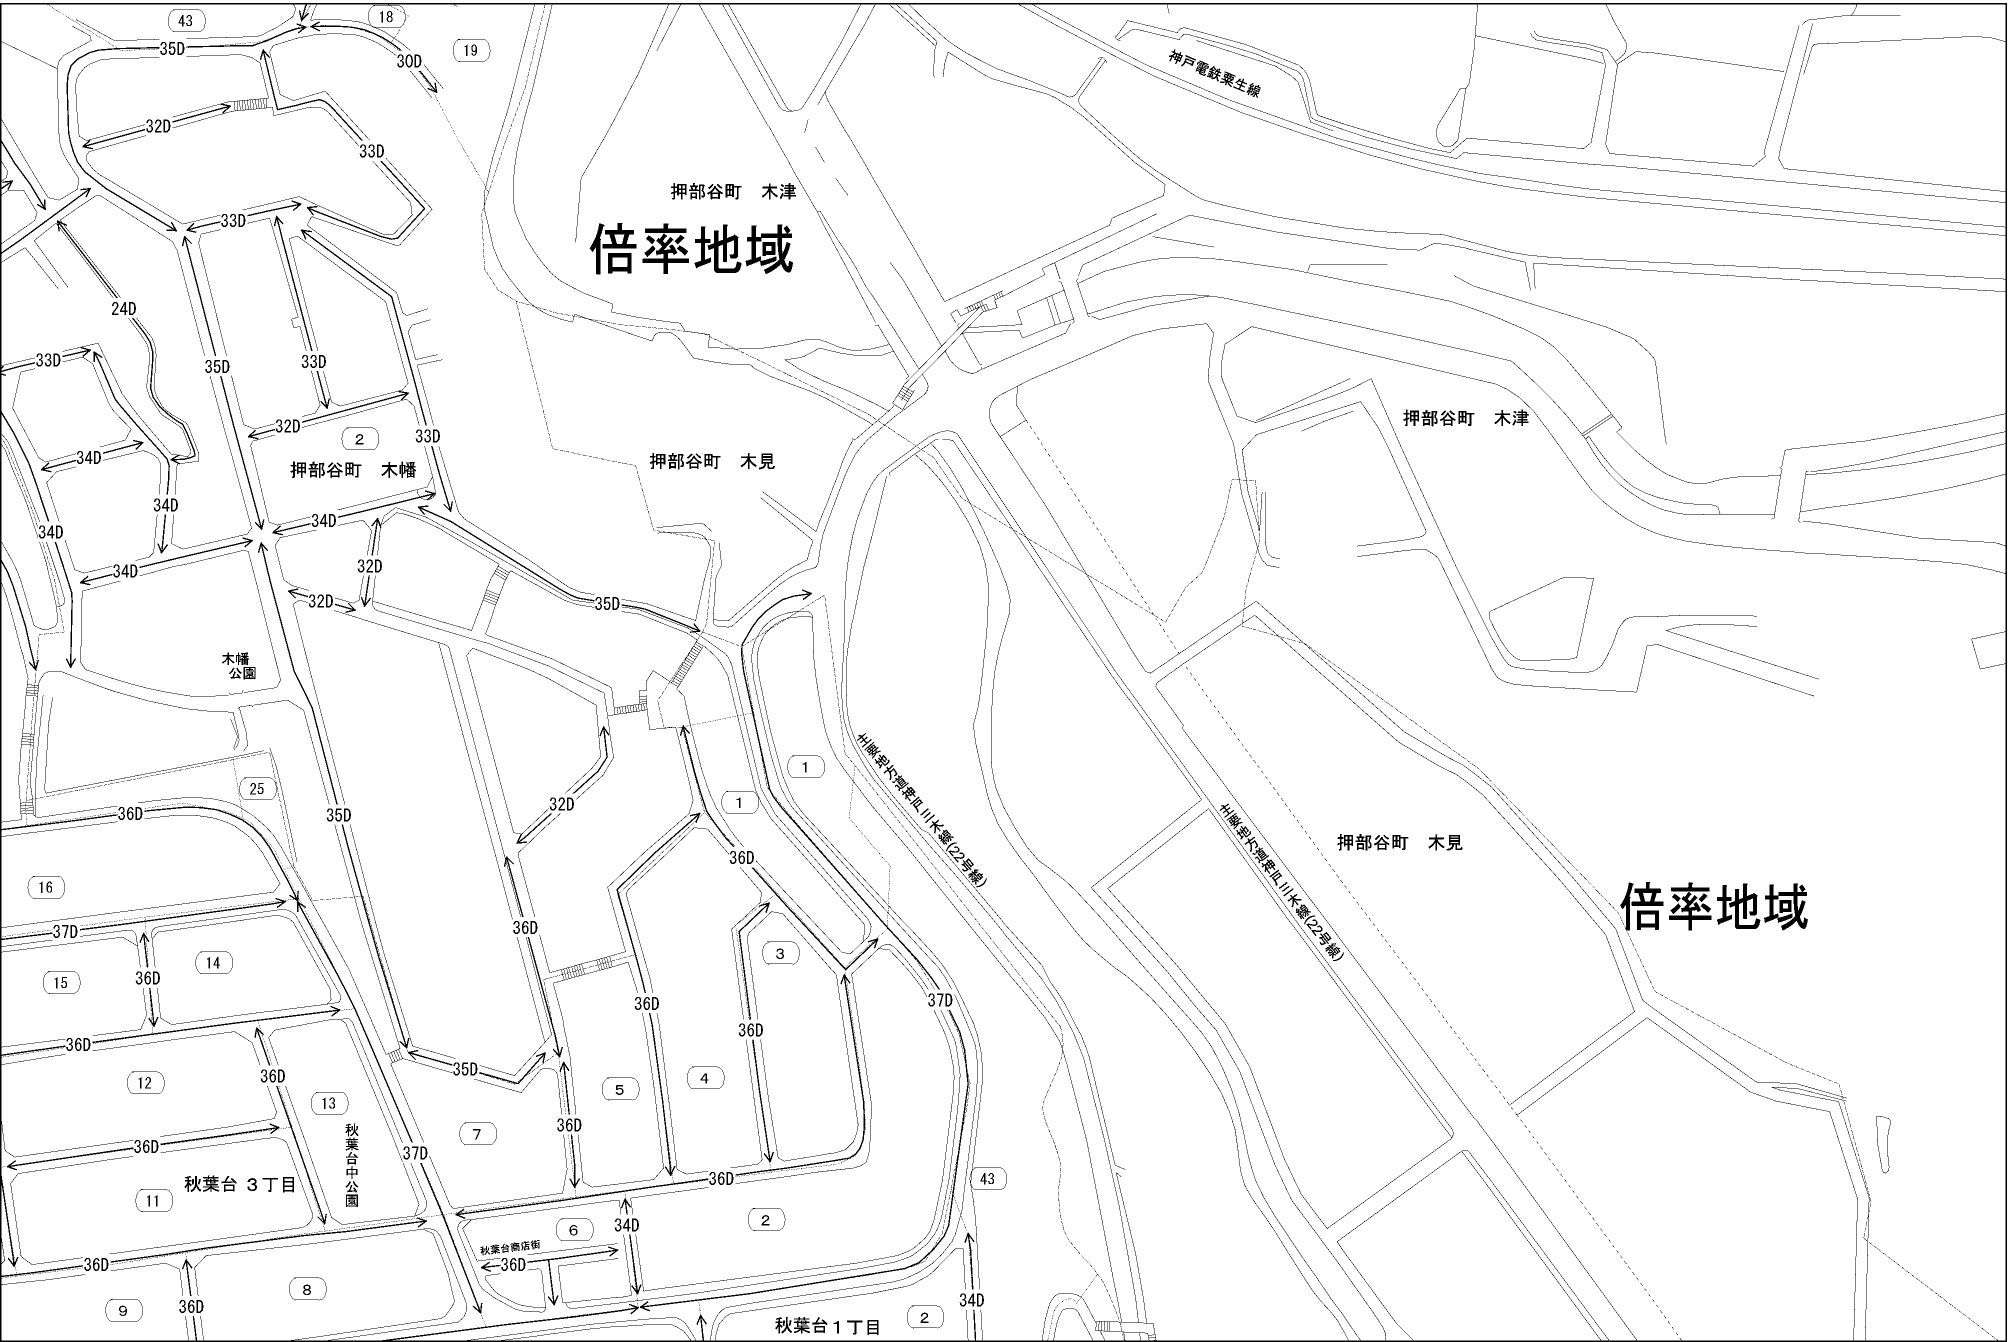 43
18
35D
19
30D
神戸電鉄粟生線
32D
33D
押部谷町 木津
33D
倍率地域
24D
33D
33D
35D
押部谷町 木津
32D
33D
2
34D
押部谷町 木幡
押部谷町 木見
34D
34D
34D
32D
34D
32D
35D
木幡
公園
1
主要地方道神戸三木線(22号線)
25
1
36D
35D
32D
主要地方道神戸三木線(22号線)
押部谷町 木見
36D
16
倍率地域
37D
36D
3
15
14
36D
36D
36D
37D
36D
36D
35D
12
36D
4
5
13
36D
7
秋葉台中公園
36D
37D
36D
43
秋葉台 3丁目
11
6
34D
2
秋葉台商店街
36D
36D
8
9
36D
34D
2
秋葉台1丁目